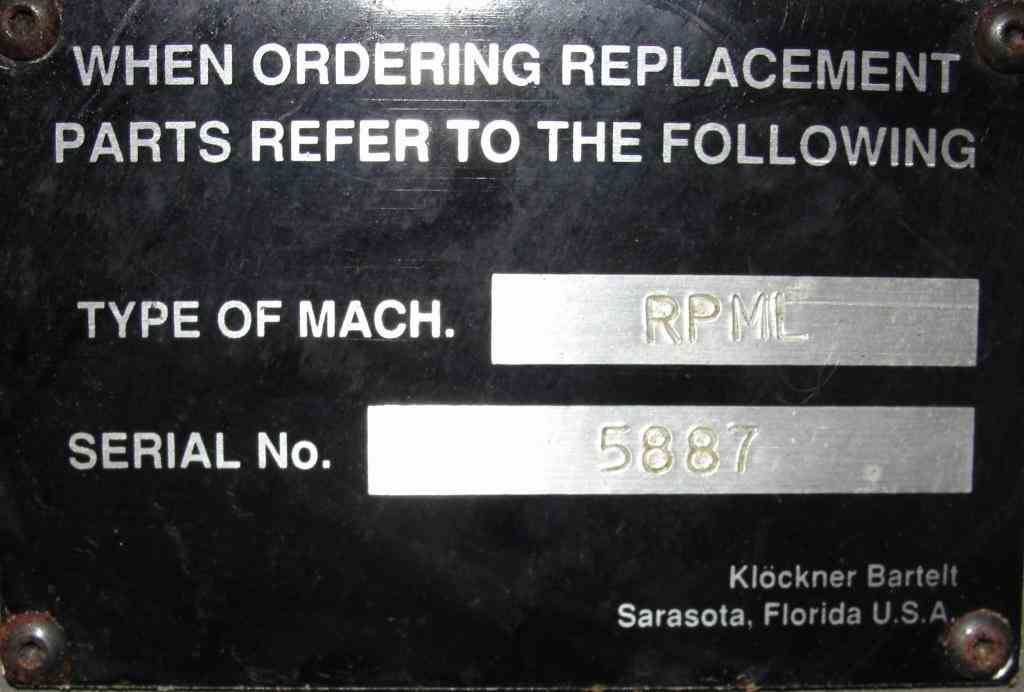 WHEN ORDERING REPLACEMENT
PARTS REFER TO THE FOLLOWING
TYPE OF MACH. RPML
SERIAL No. 5887
Klöckner Bartelt
Sarasota, Florida U.S.A.